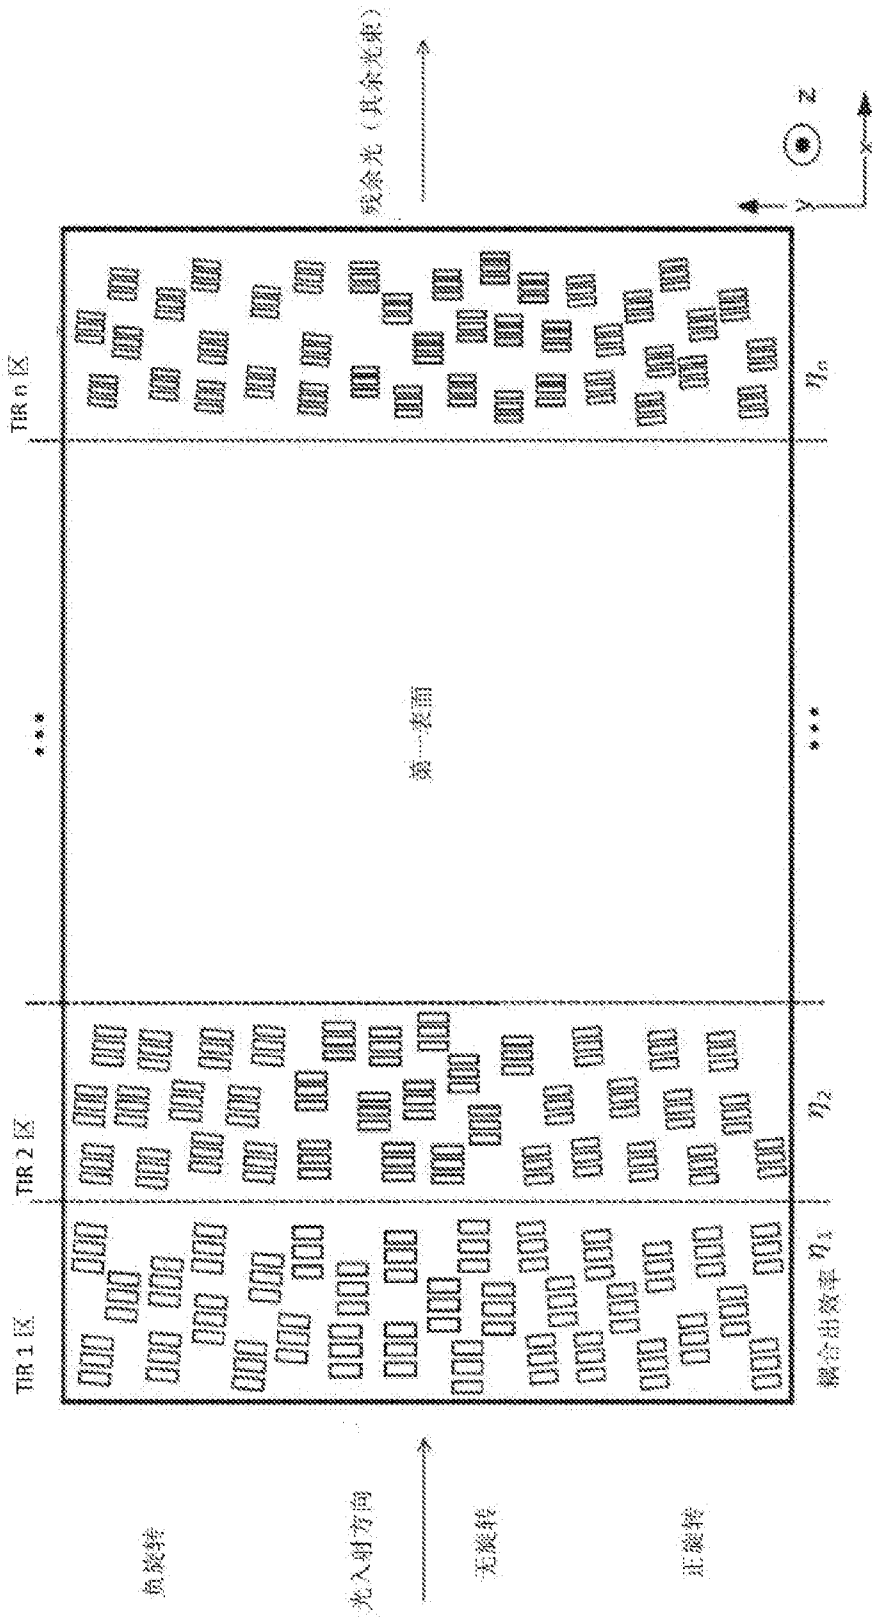 TIR 1 区
TIR 2 区
•••
TIR n 区
负旋转
光入射方向
无旋转
正旋转
第一表面
残余光（其余光束）
耦合出效率 η₁
η₂
•••
ηₙ
y
z
x